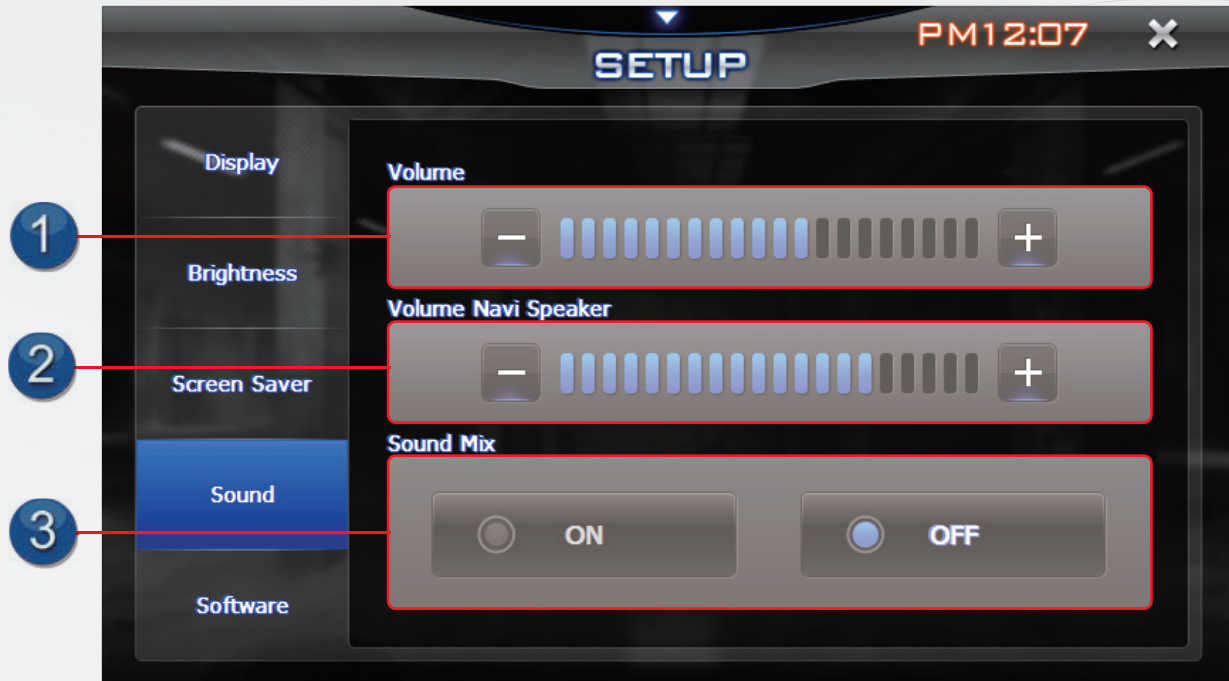 PM12:07
SETUP
Display
Brightness
Screen Saver
Sound
Software
1
Volume
− +
2
Volume Navi Speaker
− +
3
Sound Mix
ON OFF